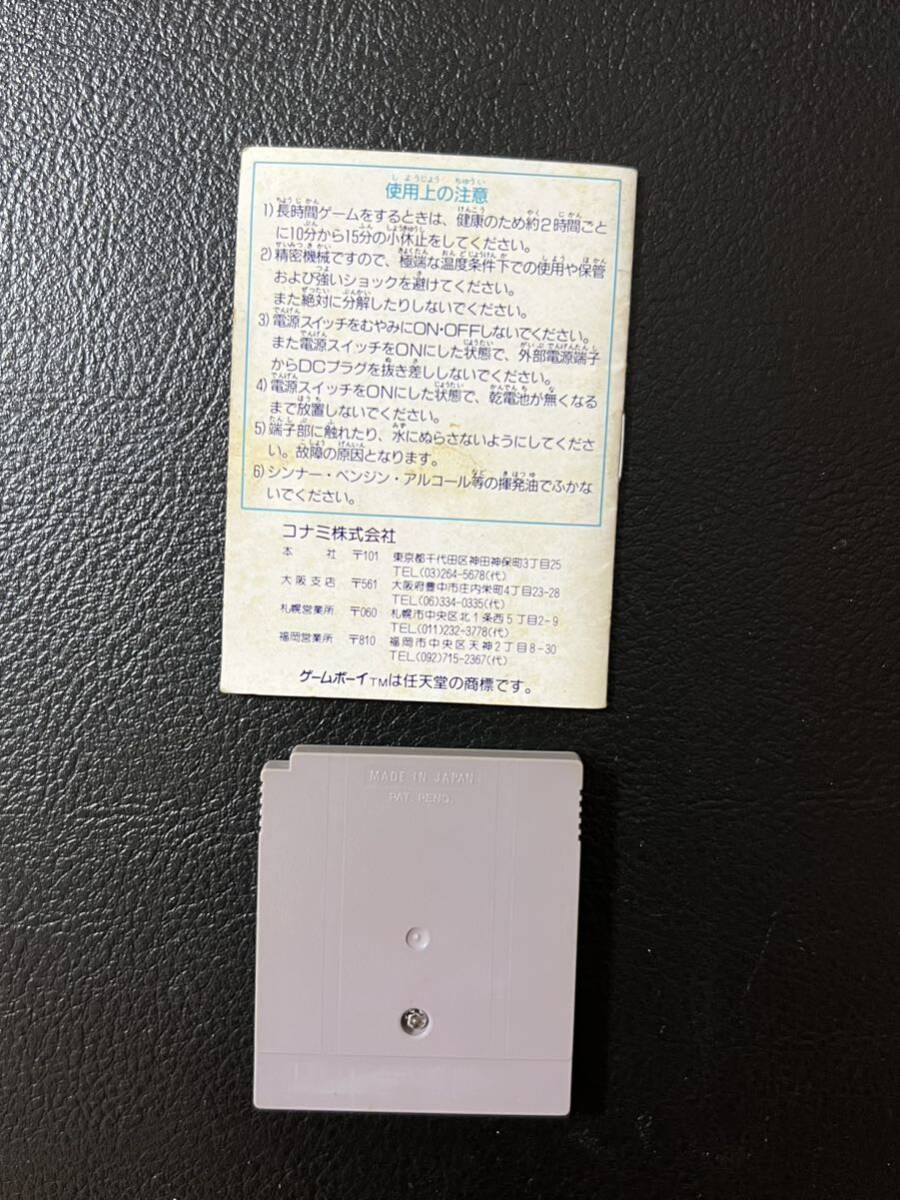 使用上の注意
1)長時間ゲームをするときは、健康のため約2時間ごと
に10分から15分の小休止をしてください。
2)精密機械ですので、極端な温度条件下での使用や保管
および強いショックを避けてください。
また絶対に分解したりしないでください。
3)電源スイッチをむやみにON・OFFしないでください。
また電源スイッチをONにした状態で、外部電源端子
からDCプラグを抜き差ししないでください。
4)電源スイッチをONにした状態で、乾電池が無くなる
まで放置しないでください。
5)端子部に触れたり、水にぬらさないようにしてくださ
い。故障の原因となります。
6)シンナー・ベンジン・アルコール等の揮発油でふかな
いでください。
コナミ株式会社
本社 〒101 東京都千代田区神田神保町3丁目25
TEL(03)264-5678(代)
大阪支店 〒561 大阪府豊中市庄内栄町4丁目23-28
TEL(06)334-0335(代)
札幌営業所 〒060 札幌市中央区北1条西5丁目2-9
TEL(011)232-3778(代)
福岡営業所 〒810 福岡市中央区天神2丁目8-30
TEL(092)715-2367(代)
ゲームボーイTMは任天堂の商標です。
MADE IN JAPAN
PAT. PEND.